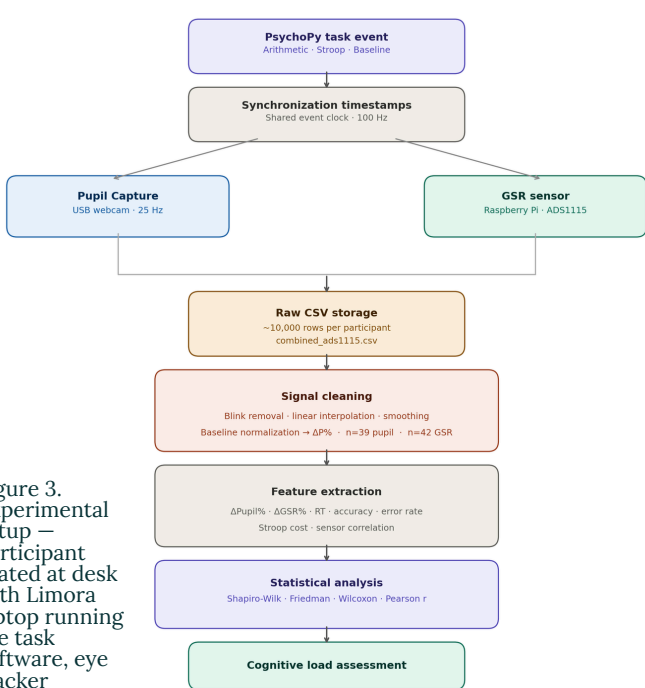 PsychoPy task event
Arithmetic · Stroop · Baseline
Synchronization timestamps
Shared event clock · 100 Hz
Pupil Capture
USB webcam · 25 Hz
GSR sensor
Raspberry Pi · ADS1115
Raw CSV storage
~10,000 rows per participant
combined_ads1115.csv
Signal cleaning
Blink removal · linear interpolation · smoothing
Baseline normalization → ΔP% · n=39 pupil · n=42 GSR
Feature extraction
ΔPupil% · ΔGSR% · RT · accuracy · error rate
Stroop cost · sensor correlation
Statistical analysis
Shapiro-Wilk · Friedman · Wilcoxon · Pearson r
Cognitive load assessment
gure 3.
perimental
tup —
rticipant
ated at desk
th Limora
ptop running
e task
ftware, eye
acker